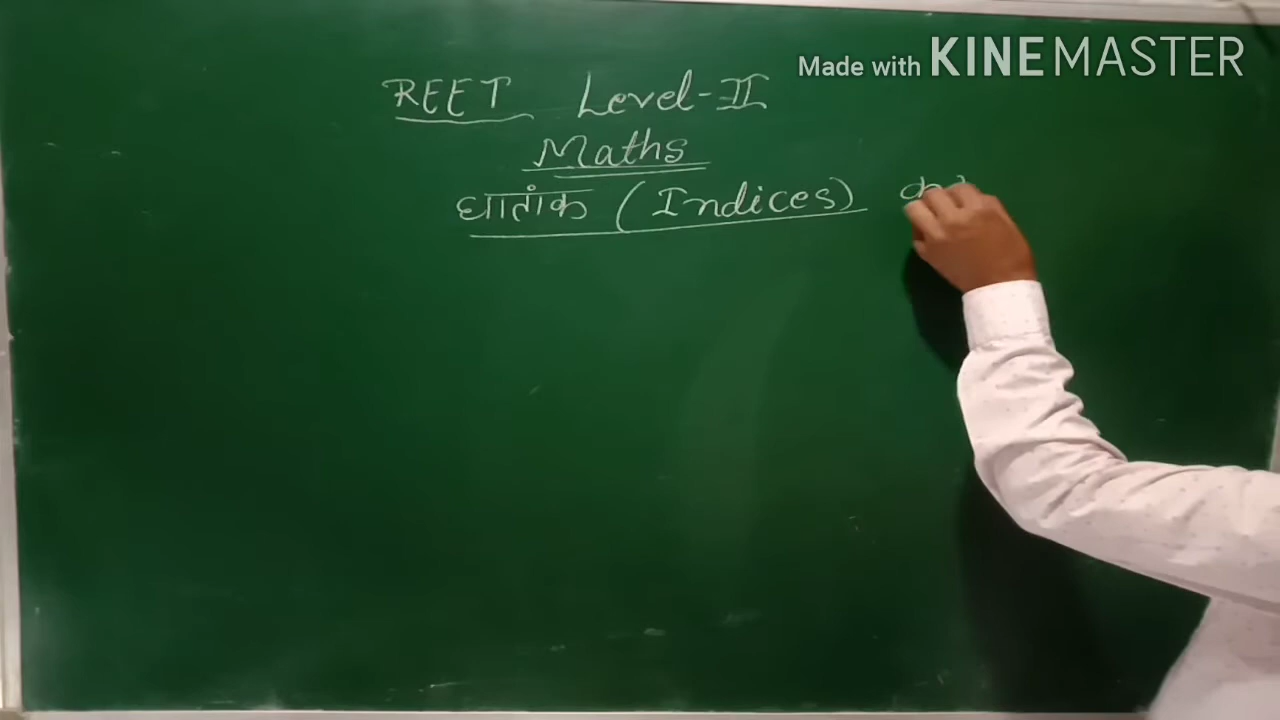 Made with KINEMASTER
REET Level-II
Maths
घातांक (Indices)